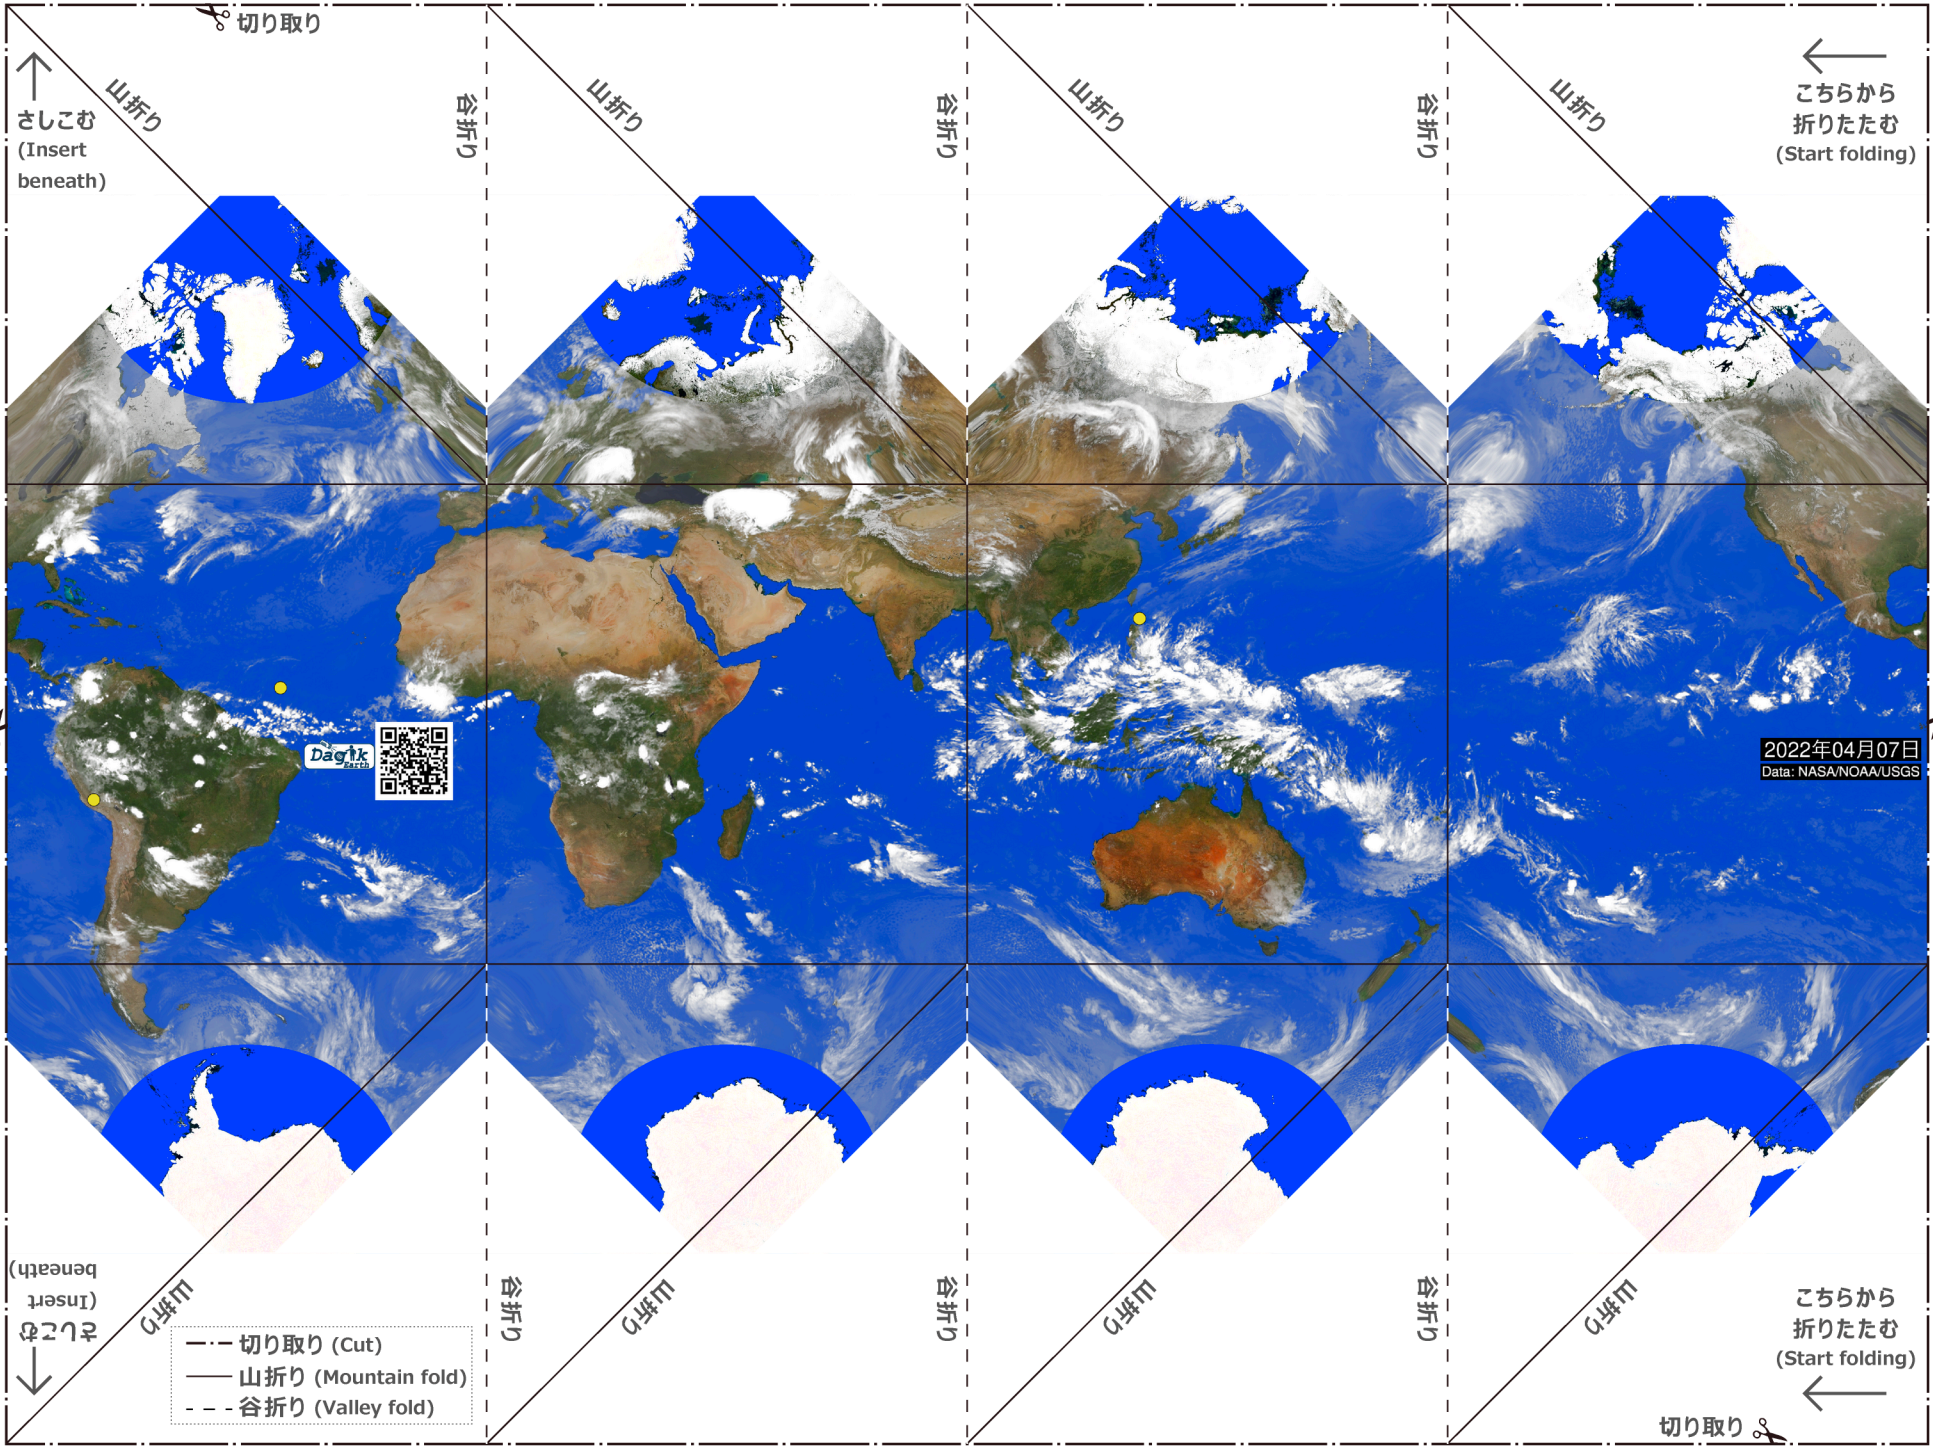 切り取り
山折り
谷折り
山折り
谷折り
山折り
谷折り
山折り
さしこむ
(Insert
beneath)
こちらから
折りたたむ
(Start folding)
Dagik
Earth
2022年04月07日
Data: NASA/NOAA/USGS
さしこむ
(Insert
beneath)
山折り
谷折り
山折り
谷折り
山折り
谷折り
山折り
こちらから
折りたたむ
(Start folding)
切り取り (Cut)
山折り (Mountain fold)
谷折り (Valley fold)
切り取り